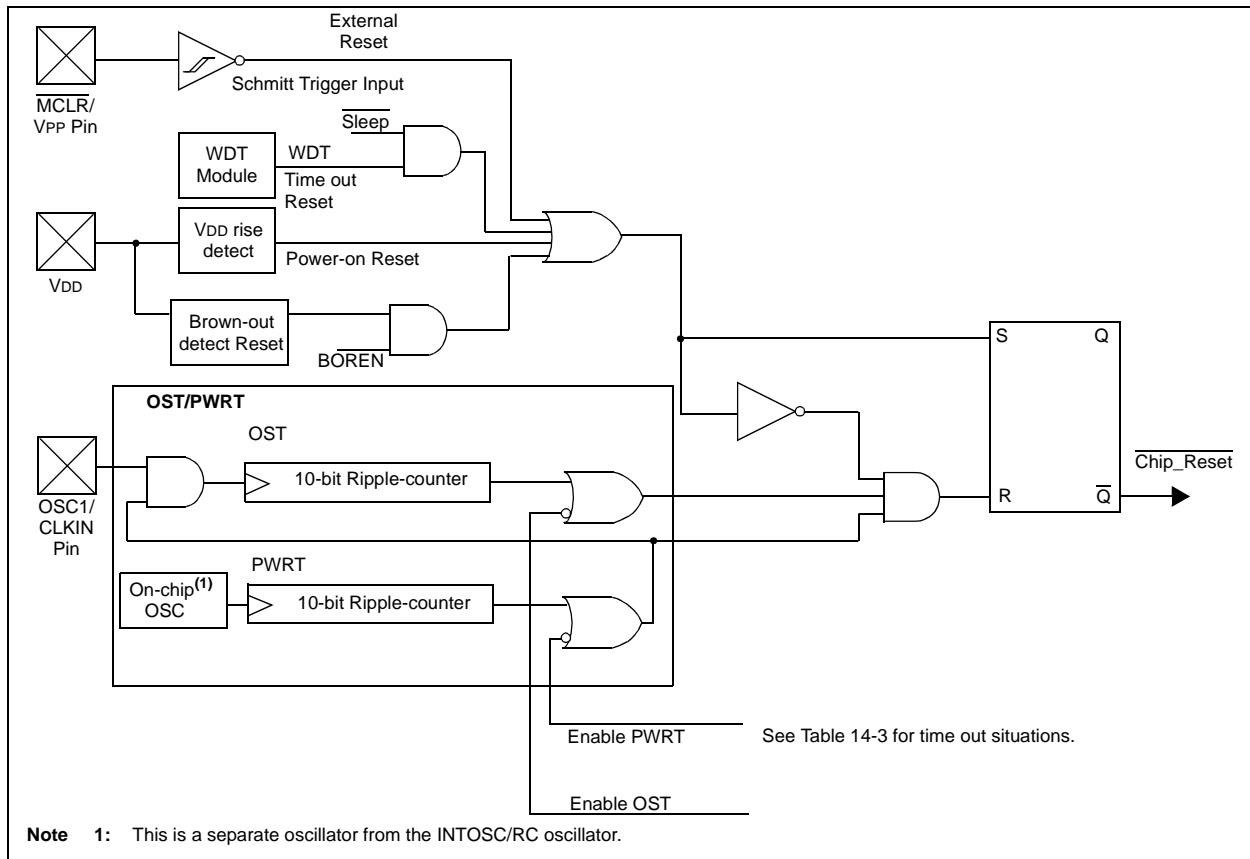 External
Reset
Schmitt Trigger Input
MCLR/
VPP Pin
Sleep
WDT
Module
WDT
Time out
Reset
VDD rise
detect
Power-on Reset
VDD
Brown-out
detect Reset
BOREN
S
Q
OST/PWRT
OST
10-bit Ripple-counter
OSC1/
CLKIN
Pin
Chip_Reset
R
Q
PWRT
On-chip(1)
OSC
10-bit Ripple-counter
Enable PWRT
See Table 14-3 for time out situations.
Enable OST
Note 1: This is a separate oscillator from the INTOSC/RC oscillator.